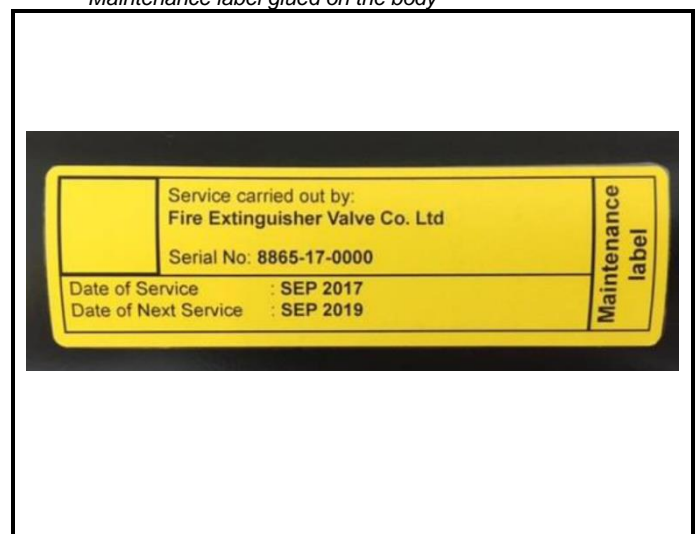 Maintenance label glued on the body
Service carried out by:
Fire Extinguisher Valve Co. Ltd
Serial No: 8865-17-0000
Date of Service : SEP 2017
Date of Next Service : SEP 2019
Maintenance
label